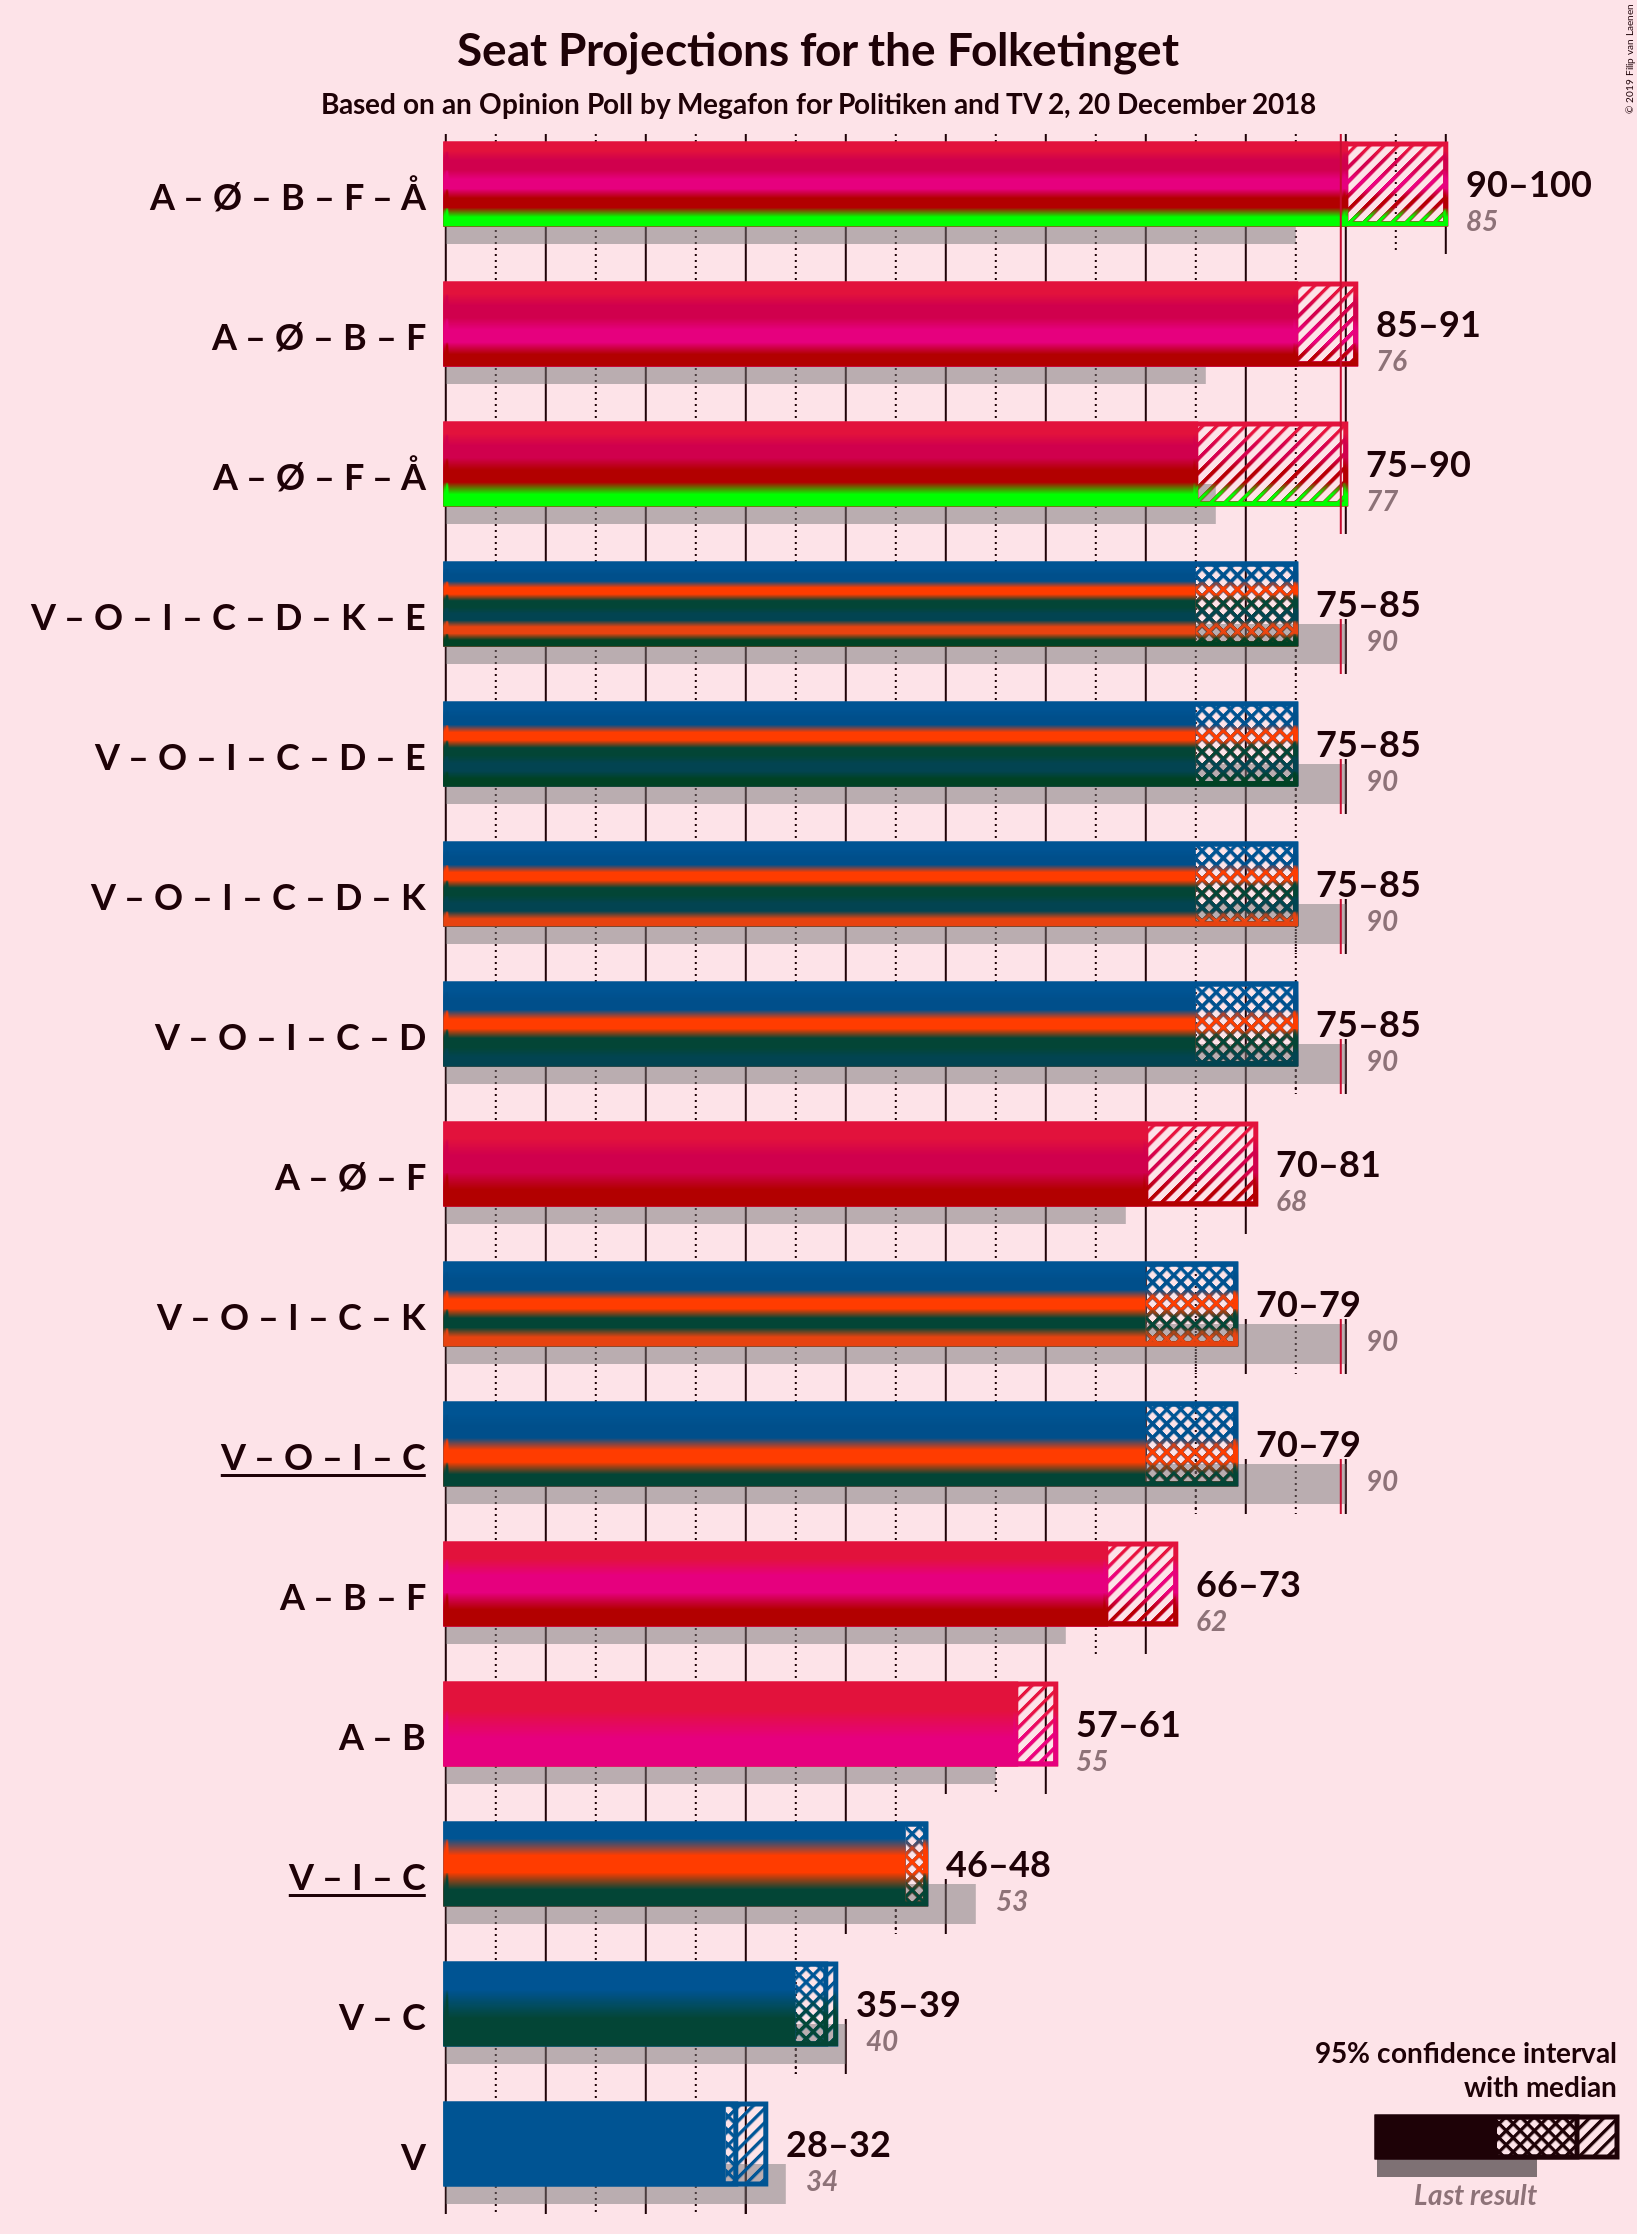 Seat Projections for the Folketinget
Based on an Opinion Poll by Megafon for Politiken and TV 2, 20 December 2018
© 2019 Filip van Laenen
A – Ø – B – F – Å
90–100
85
A – Ø – B – F
85–91
76
A – Ø – F – Å
75–90
77
V – O – I – C – D – K – E
75–85
90
V – O – I – C – D – E
75–85
90
V – O – I – C – D – K
75–85
90
V – O – I – C – D
75–85
90
A – Ø – F
70–81
68
V – O – I – C – K
70–79
90
V – O – I – C
70–79
90
A – B – F
66–73
62
A – B
57–61
55
V – I – C
46–48
53
V – C
35–39
40
V
28–32
34
95% confidence interval
with median
Last result